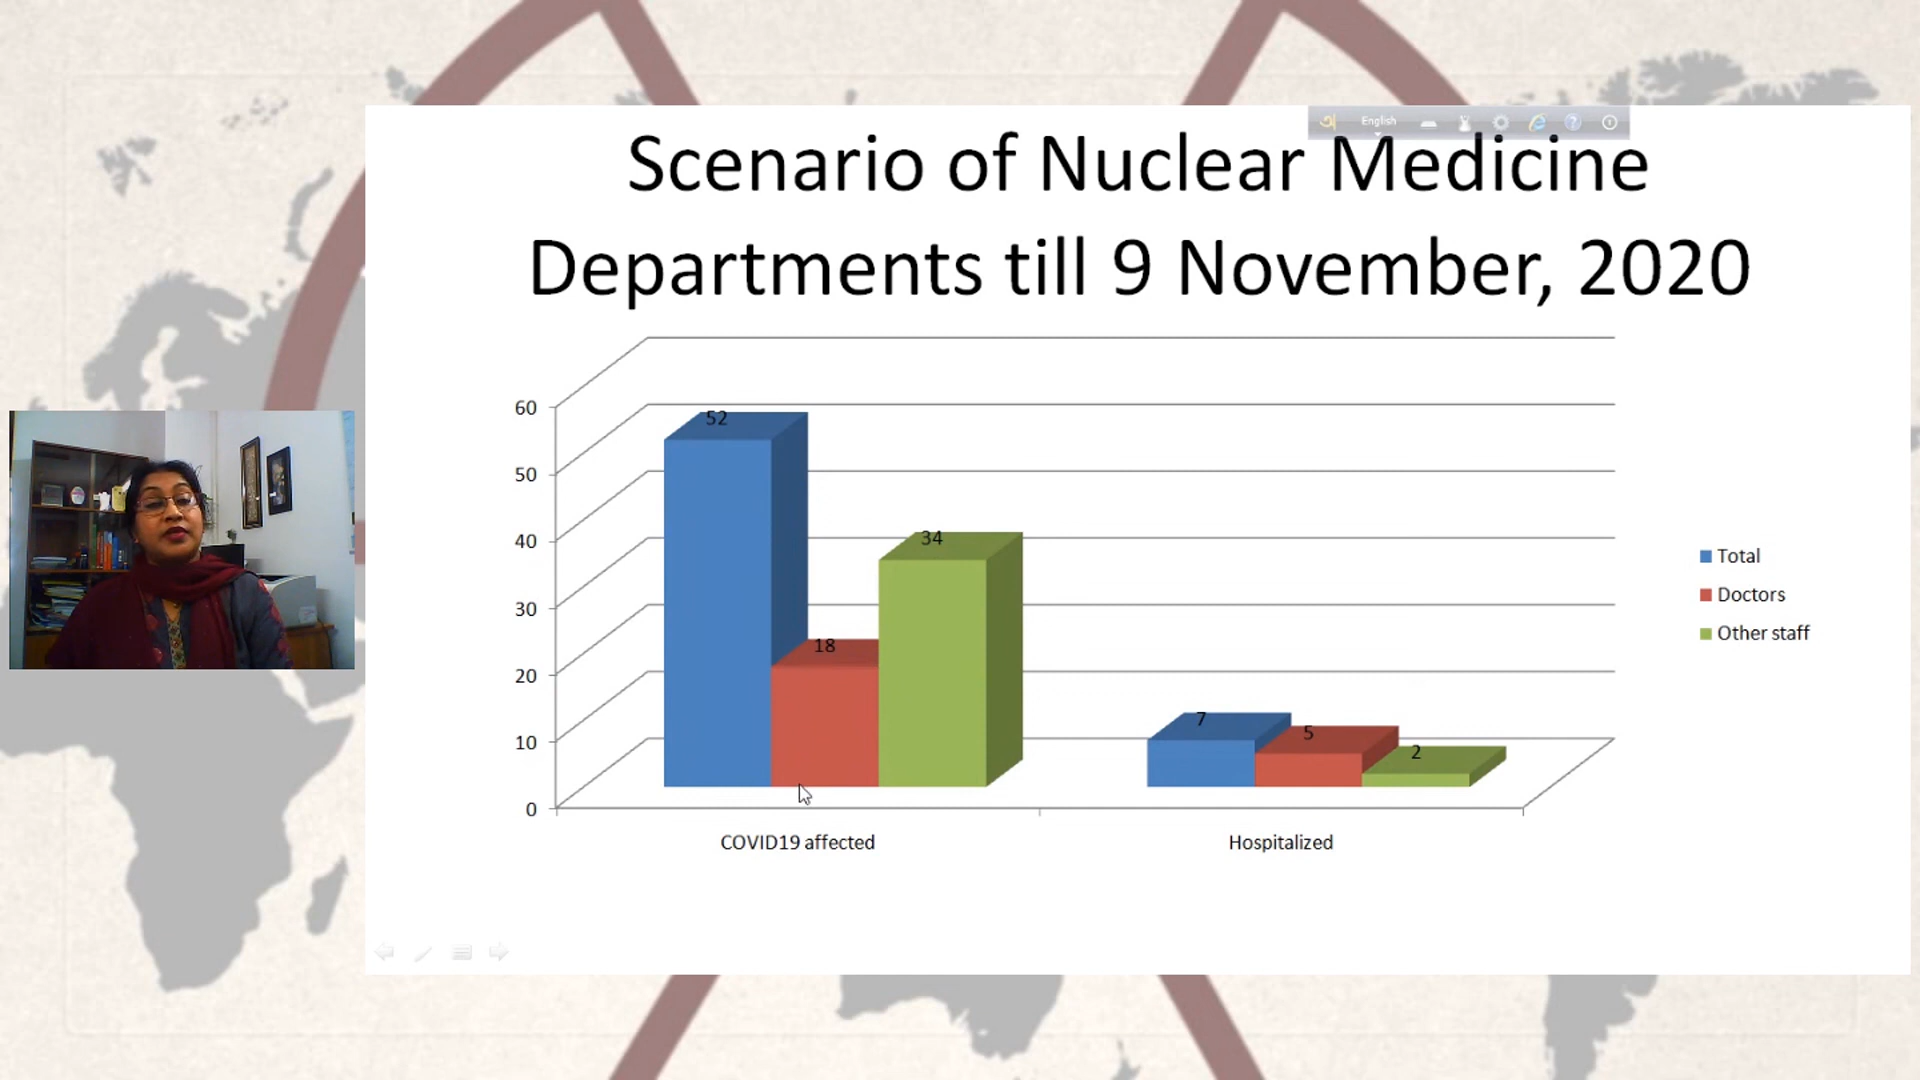 অ English
Scenario of Nuclear Medicine
Departments till 9 November, 2020
60
50
40
30
20
10
0
52
18
34
7
5
2
COVID19 affected
Hospitalized
Total
Doctors
Other staff